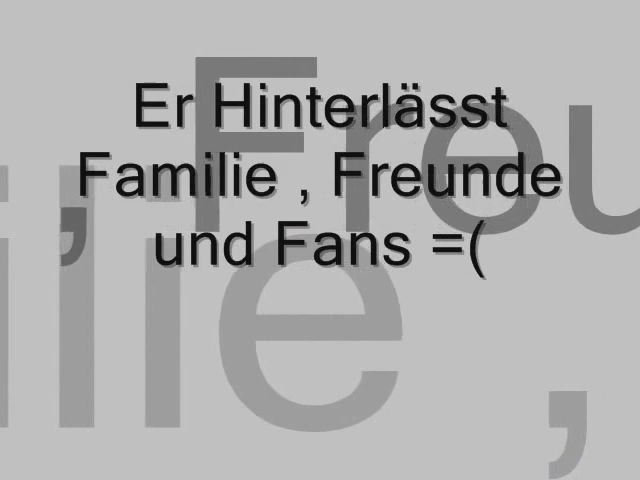 Er Hinterlässt
Familie , Freunde
und Fans =(